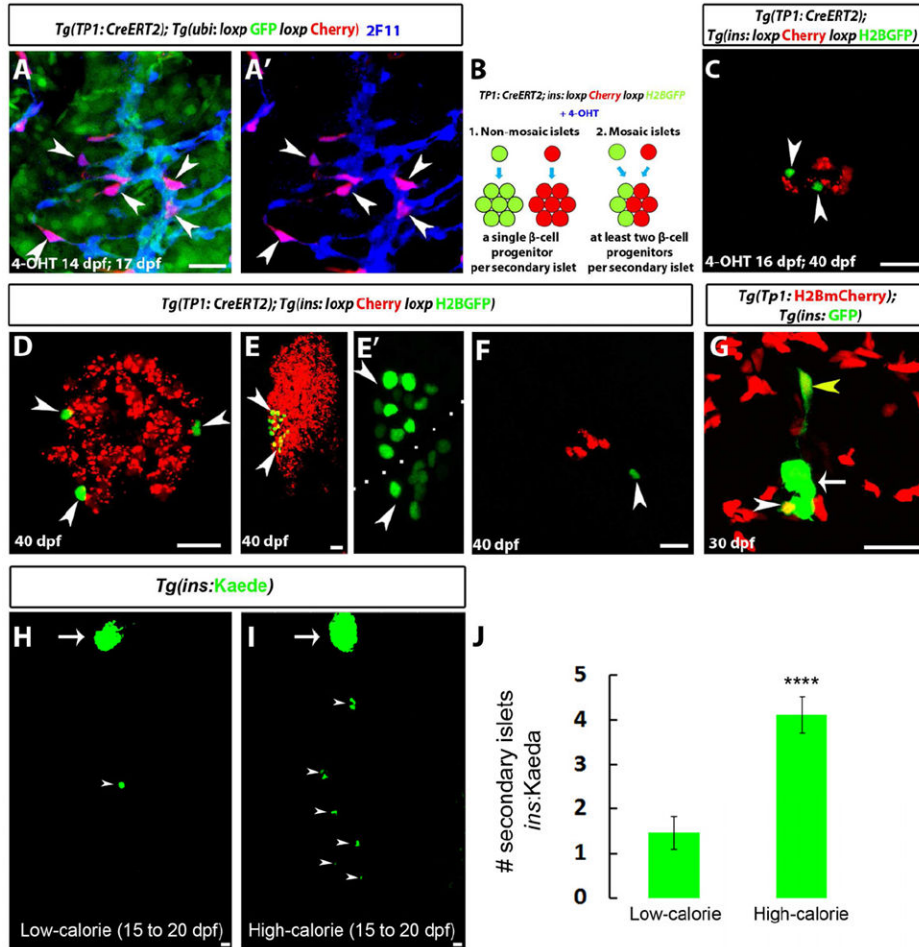 Tg(TP1: CreERT2); Tg(ubi: loxp GFP loxp Cherry) 2F11
A
A'
4-OHT 14 dpf; 17 dpf
B
TP1: CreERT2; ins: loxp Cherry loxp H2BGFP
+ 4-OHT
1. Non-mosaic islets
2. Mosaic islets
a single β-cell
progenitor
per secondary islet
at least two β-cell
progenitors
per secondary islet
Tg(TP1: CreERT2);
Tg(ins: loxp Cherry loxp H2BGFP)
C
4-OHT 16 dpf; 40 dpf
Tg(TP1: CreERT2); Tg(ins: loxp Cherry loxp H2BGFP)
D
40 dpf
E
40 dpf
E'
F
40 dpf
Tg(Tp1: H2BmCherry);
Tg(ins: GFP)
G
30 dpf
Tg(ins:Kaede)
H
Low-calorie (15 to 20 dpf)
I
High-calorie (15 to 20 dpf)
J
# secondary islets
ins:Kaeda
5
4
3
2
1
0
****
Low-calorie
High-calorie